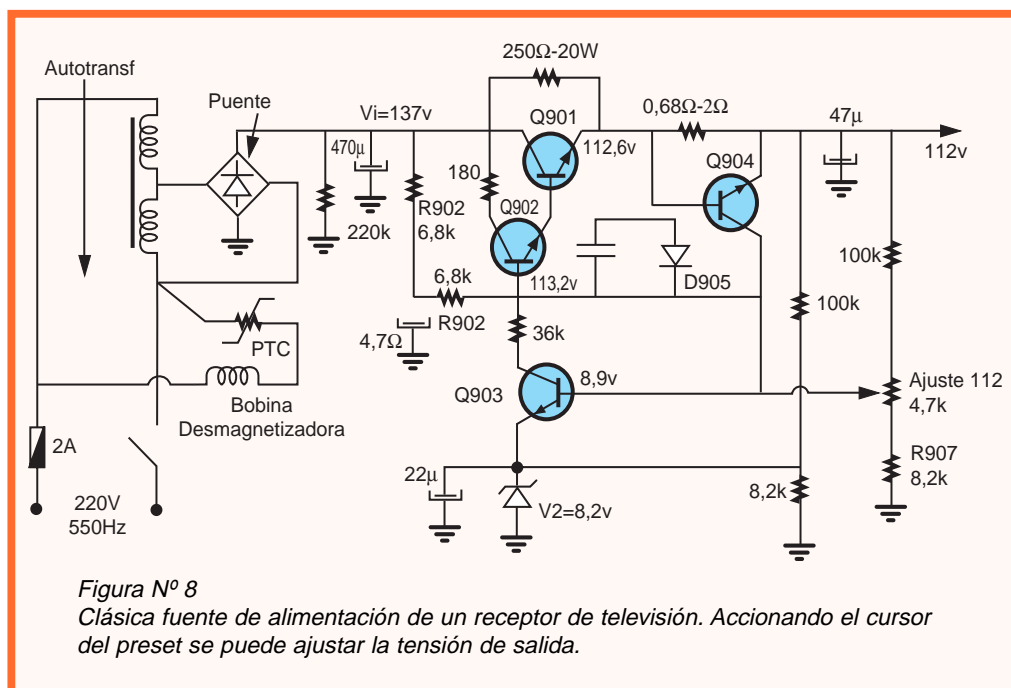 250Ω-20W
Autotransf
Puente
Vi=137v
Q901
0,68Ω-2Ω
47µ
112v
470µ
112,6v
Q904
180
Q902
R902
6,8k
220k
100k
6,8k
113,2v
D905
R902
100k
4,7Ω
36k
PTC
8,9v
Ajuste 112
4,7k
Q903
Bobina
Desmagnetizadora
2A
R907
8,2k
22µ
8,2k
V2=8,2v
220V
550Hz
Figura Nº 8
Clásica fuente de alimentación de un receptor de televisión. Accionando el cursor
del preset se puede ajustar la tensión de salida.